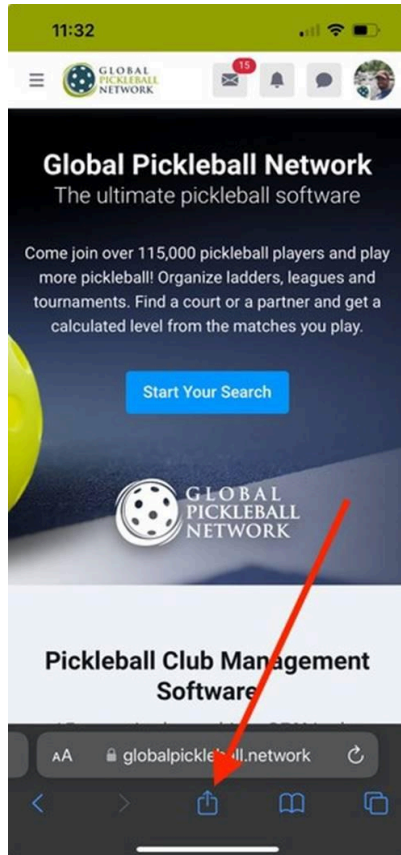 11:32
GLOBAL
PICKLEBALL
NETWORK
15
Global Pickleball Network
The ultimate pickleball software
Come join over 115,000 pickleball players and play
more pickleball! Organize ladders, leagues and
tournaments. Find a court or a partner and get a
calculated level from the matches you play.
Start Your Search
GLOBAL
PICKLEBALL
NETWORK
Pickleball Club Management
Software
AA globalpickleball.network